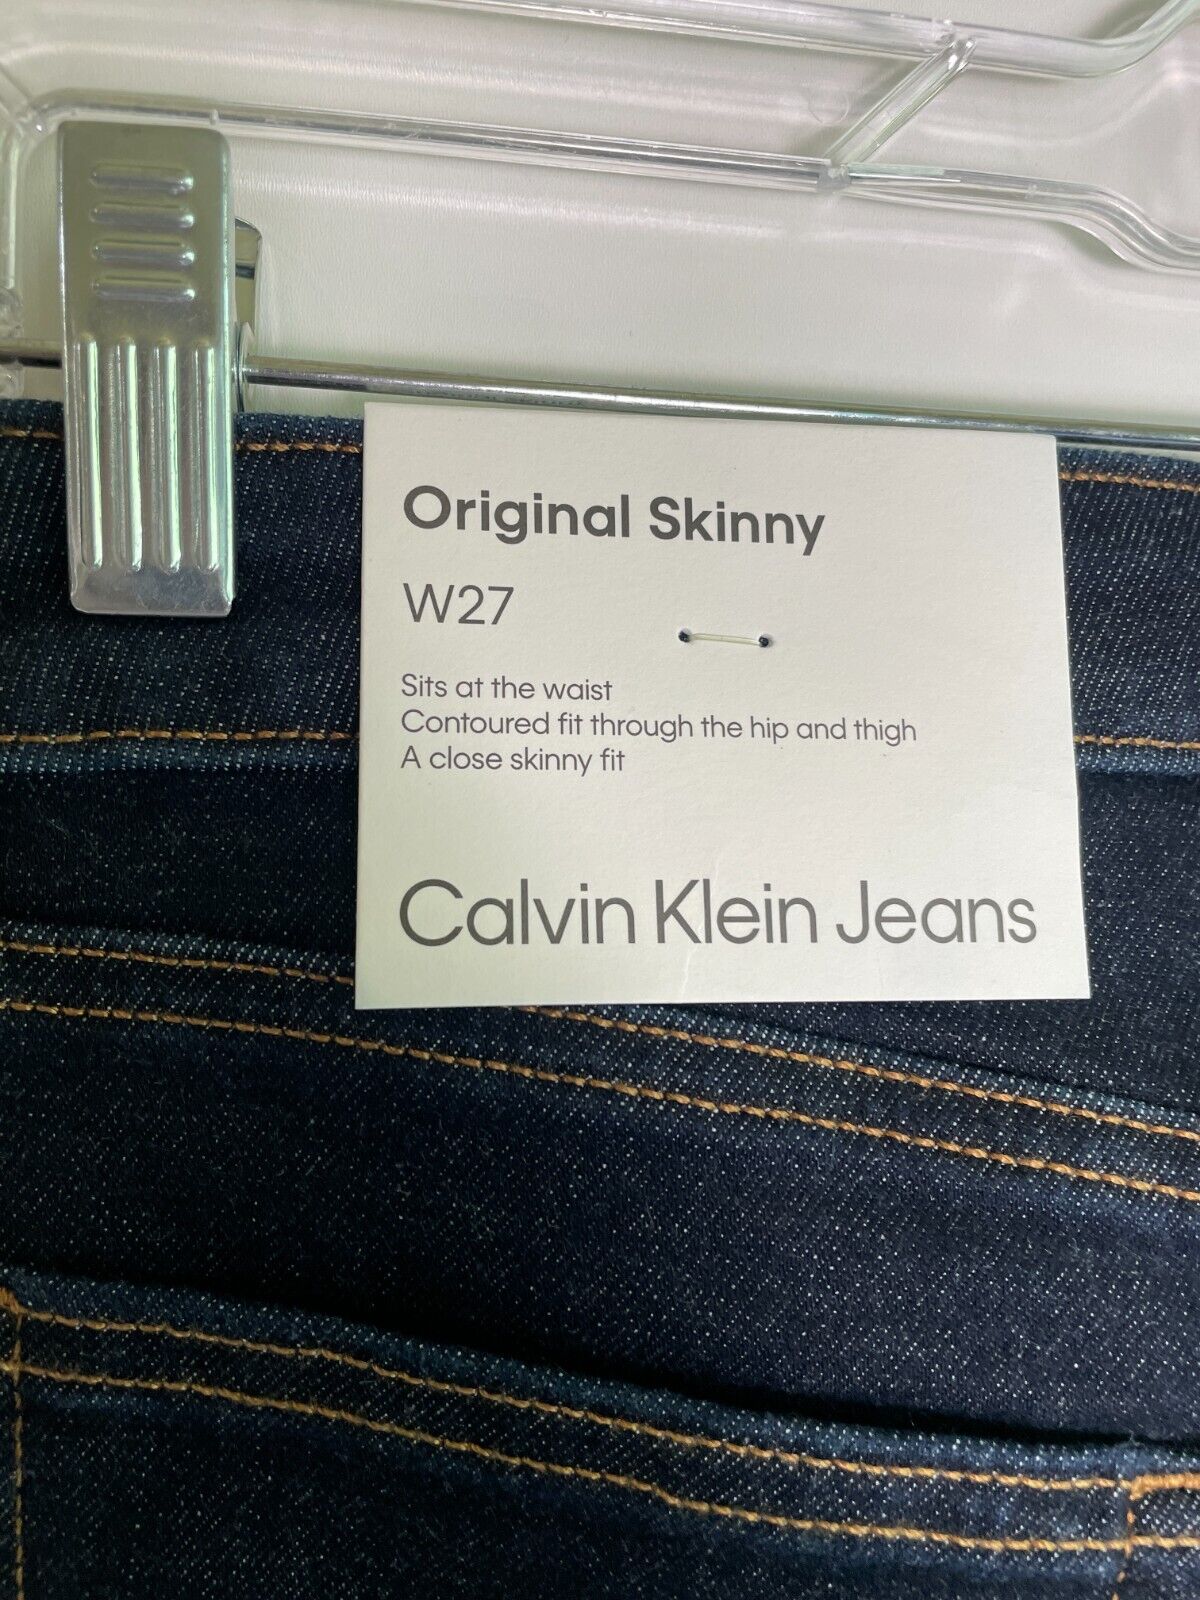 Original Skinny
W27
Sits at the waist
Contoured fit through the hip and thigh
A close skinny fit
Calvin Klein Jeans